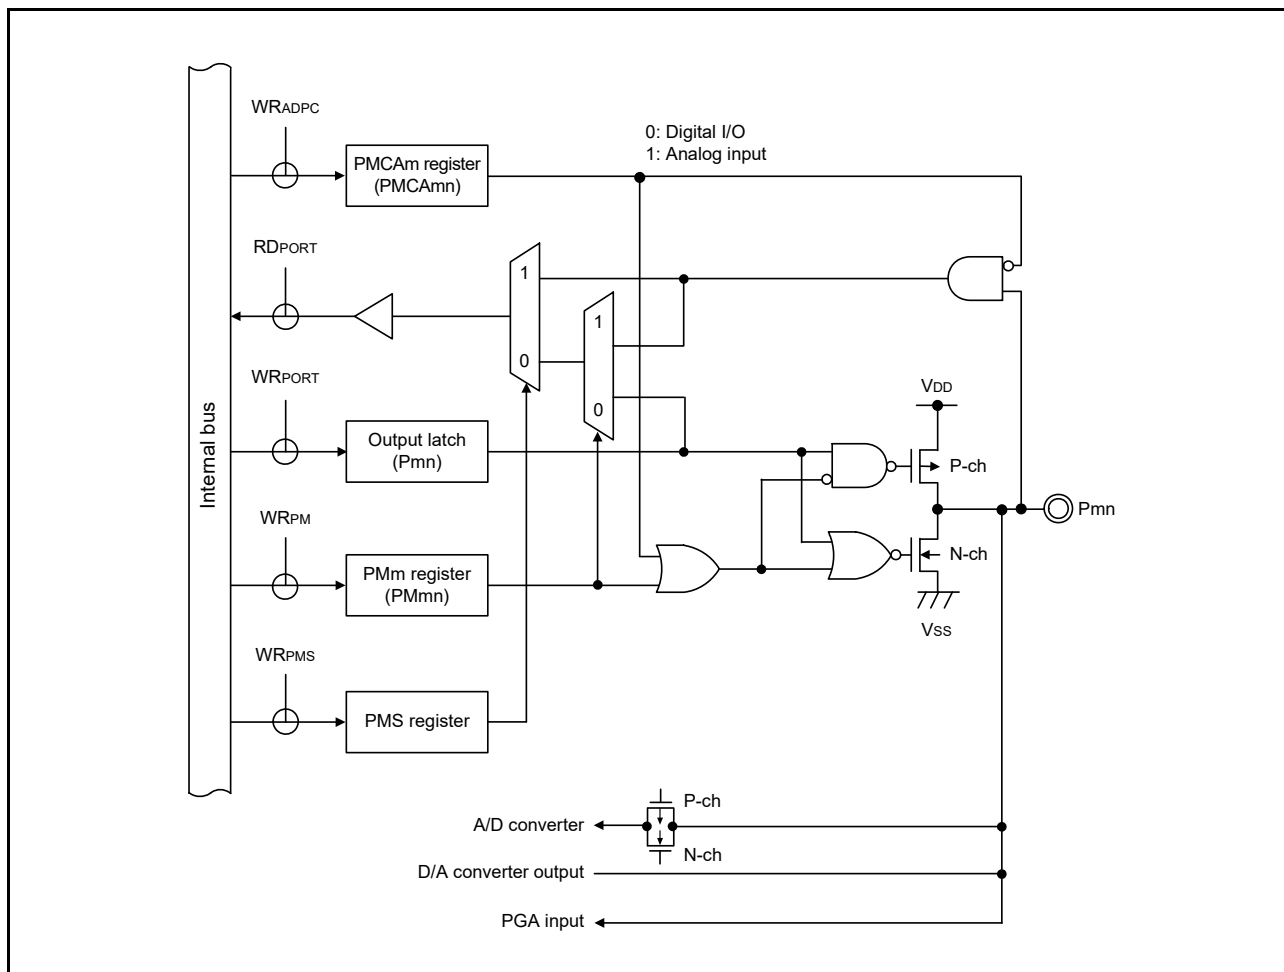 WRADPC
0: Digital I/O
1: Analog input
PMCAm register
(PMCAmn)
RDPORT
1
1
0
0
WRPORT
VDD
Internal bus
Output latch
(Pmn)
P-ch
Pmn
WRPM
N-ch
PMm register
(PMmn)
VSS
WRPMS
PMS register
P-ch
A/D converter
N-ch
D/A converter output
PGA input